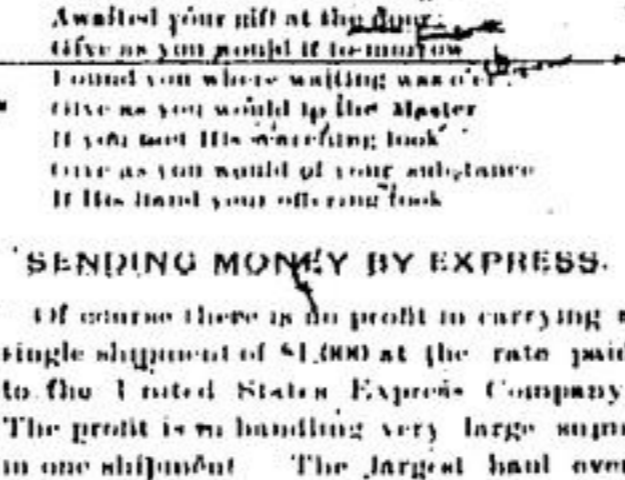 Awaited your gift at the door;
Give as you would if to-morrow
Found you where waiting was o'er
Give as you would to the Master
If you met His searching look
Give as you would of your substance
If His hand your offering took
SENDING MONEY BY EXPRESS.
Of course there is no profit in carrying
single shipment of $1,000 at the rate paid
to the United States Express Company
The profit is in handling very large sums
in one shipment The largest haul ever